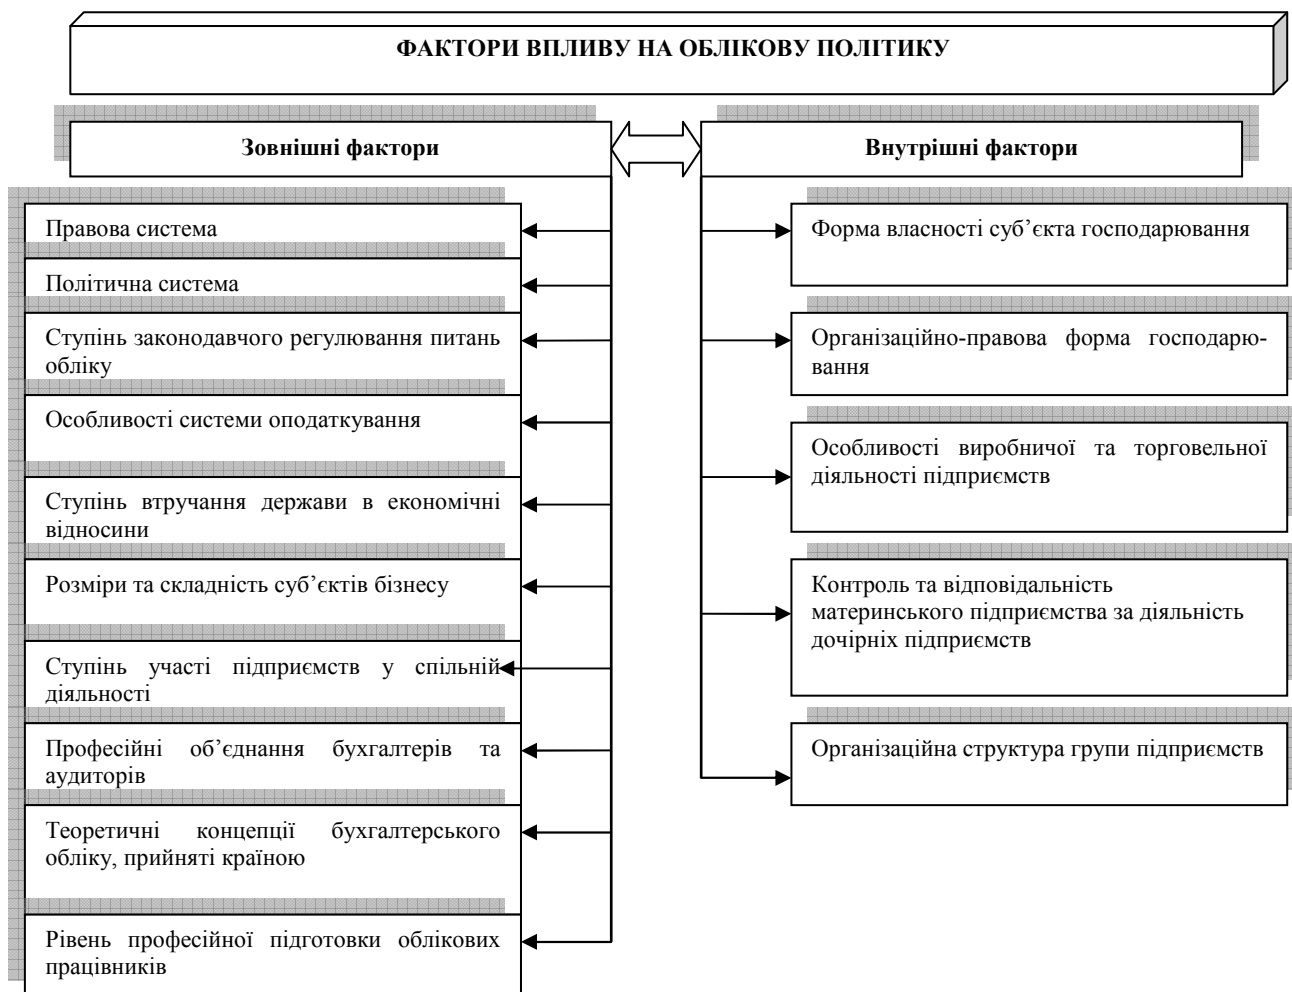 ФАКТОРИ ВПЛИВУ НА ОБЛІКОВУ ПОЛІТИКУ
Зовнішні фактори
Правова система
Політична система
Ступінь законодавчого регулювання питань
обліку
Особливості системи оподаткування
Ступінь втручання держави в економічні
відносини
Розміри та складність суб’єктів бізнесу
Ступінь участі підприємств у спільній
діяльності
Професійні об’єднання бухгалтерів та
аудиторів
Теоретичні концепції бухгалтерського
обліку, прийняті країною
Рівень професійної підготовки облікових
працівників
Внутрішні фактори
Форма власності суб’єкта господарювання
Організаційно-правова форма господарю-
вання
Особливості виробничої та торговельної
діяльності підприємств
Контроль та відповідальність
материнського підприємства за діяльність
дочірніх підприємств
Організаційна структура групи підприємств